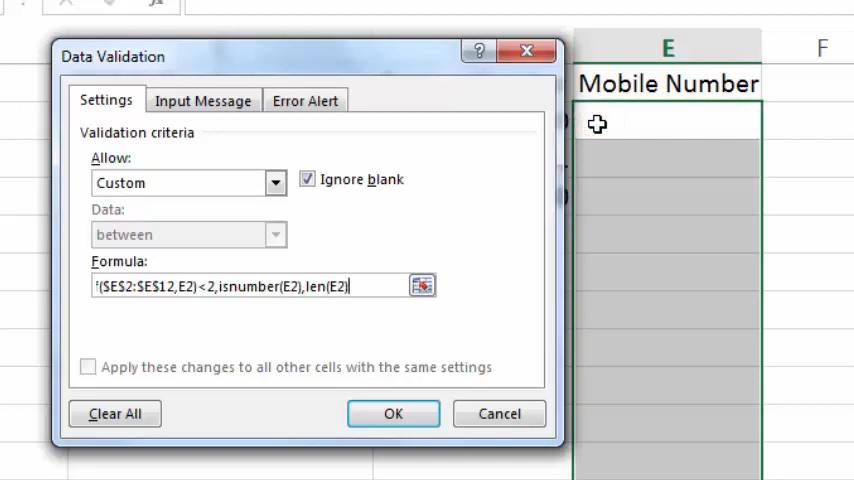 fx
Data Validation
?
E
F
Mobile Number
Settings
Input Message
Error Alert
Validation criteria
Allow:
Custom
Ignore blank
Data:
between
Formula:
($E$2:$E$12,E2)<2,isnumber(E2),len(E2)
Apply these changes to all other cells with the same settings
Clear All
OK
Cancel